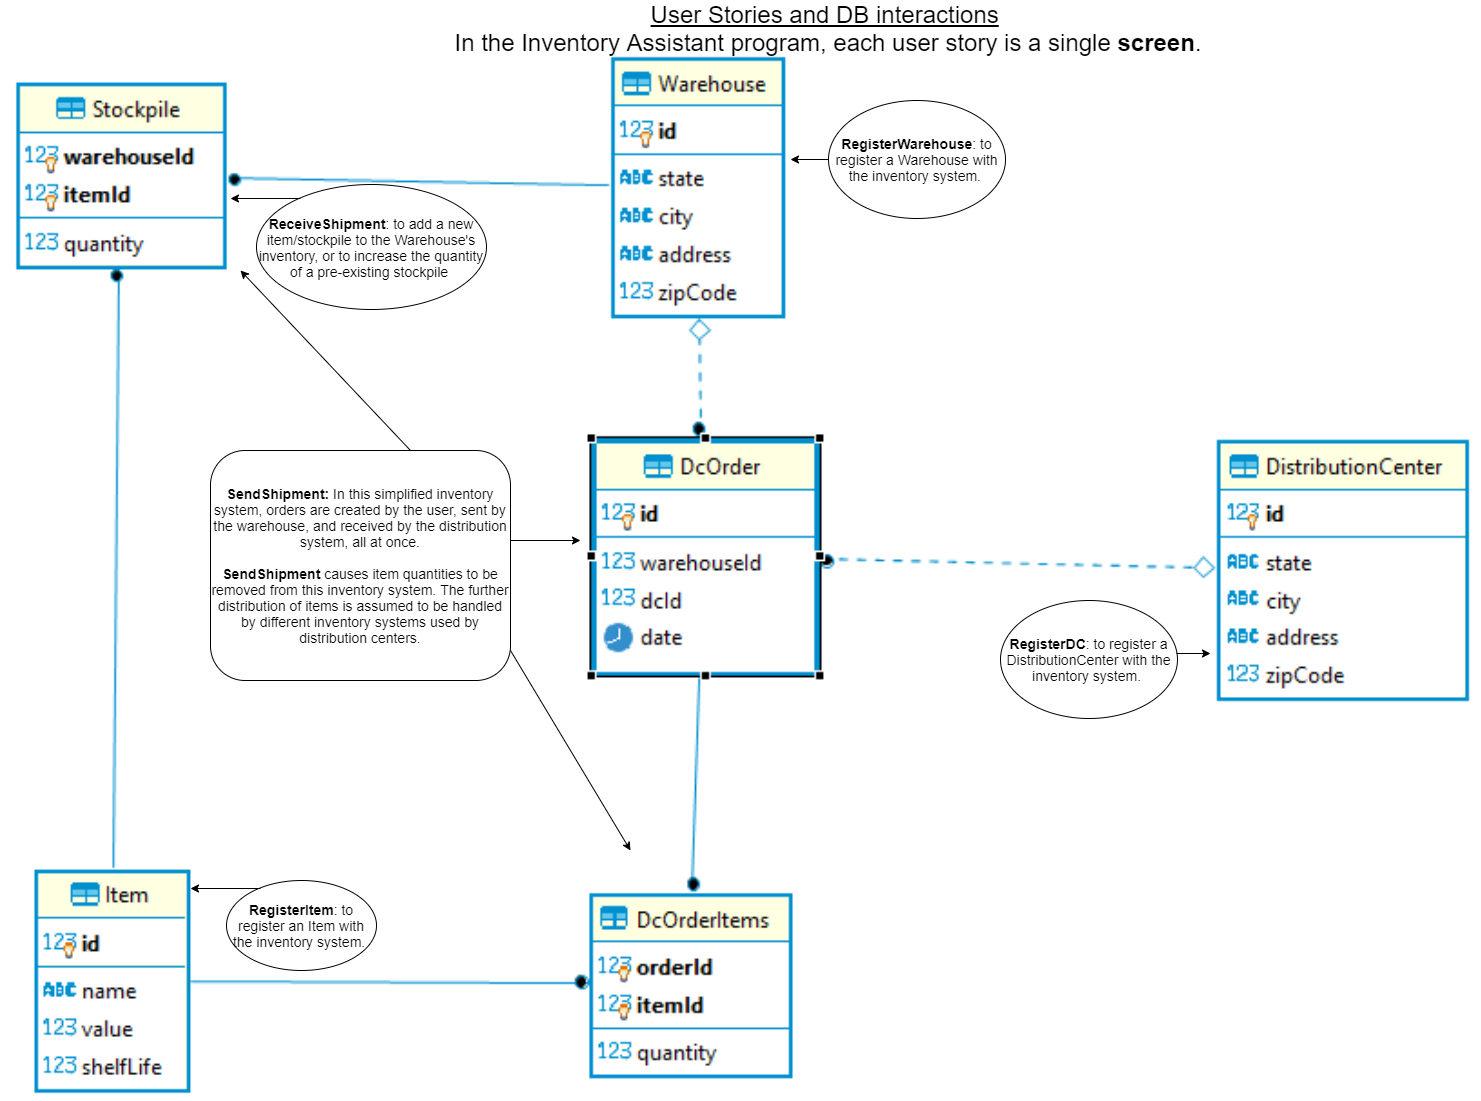 User Stories and DB interactions
In the Inventory Assistant program, each user story is a single screen.
Stockpile
123 warehouseId
123 itemId
123 quantity
Warehouse
123 id
ABC state
ABC city
ABC address
123 zipCode
RegisterWarehouse: to
register a Warehouse with
the inventory system.
ReceiveShipment: to add a new
item/stockpile to the Warehouse's
inventory, or to increase the quantity
of a pre-existing stockpile
SendShipment: In this simplified inventory
system, orders are created by the user, sent by
the warehouse, and received by the distribution
system, all at once.
SendShipment causes item quantities to be
removed from this inventory system. The further
distribution of items is assumed to be handled
by different inventory systems used by
distribution centers.
DcOrder
123 id
123 warehouseId
123 dcId
date
DistributionCenter
123 id
ABC state
ABC city
ABC address
123 zipCode
RegisterDC: to register a
DistributionCenter with the
inventory system.
Item
123 id
ABC name
123 value
123 shelfLife
RegisterItem: to
register an Item with
the inventory system.
DcOrderItems
123 orderId
123 itemId
123 quantity